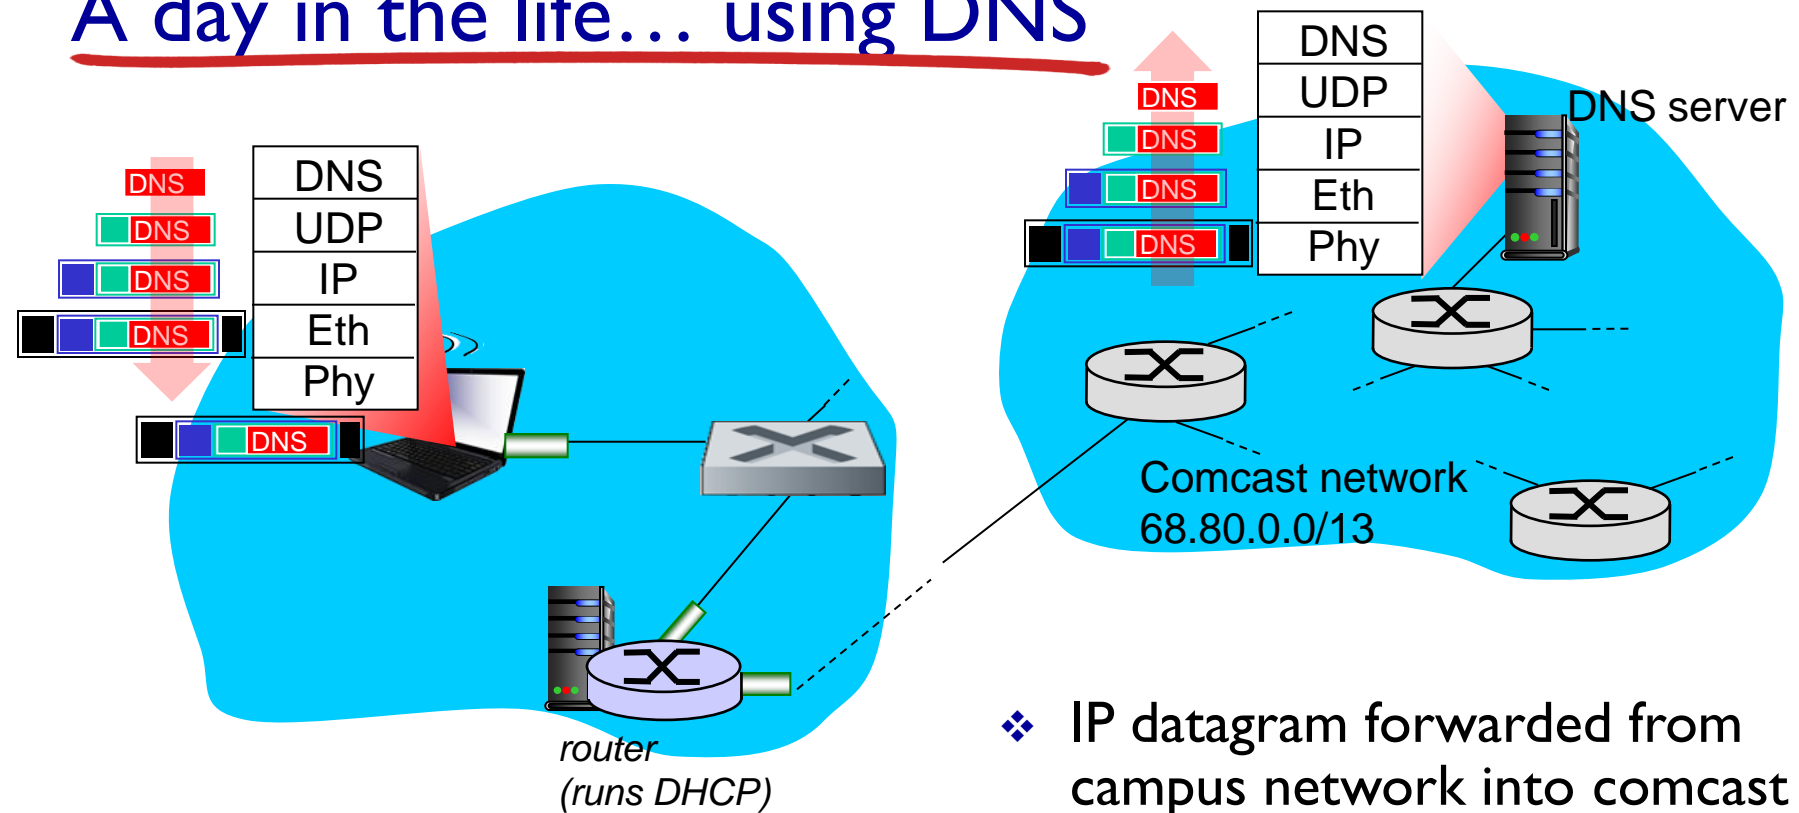 A day in the life… using DNS
DNS
DNS
DNS
DNS
DNS
DNS
UDP
IP
Eth
Phy
DNS
DNS
DNS
DNS
DNS
UDP
IP
Eth
Phy
DNS server
Comcast network
68.80.0.0/13
router
(runs DHCP)
IP datagram forwarded from
campus network into comcast